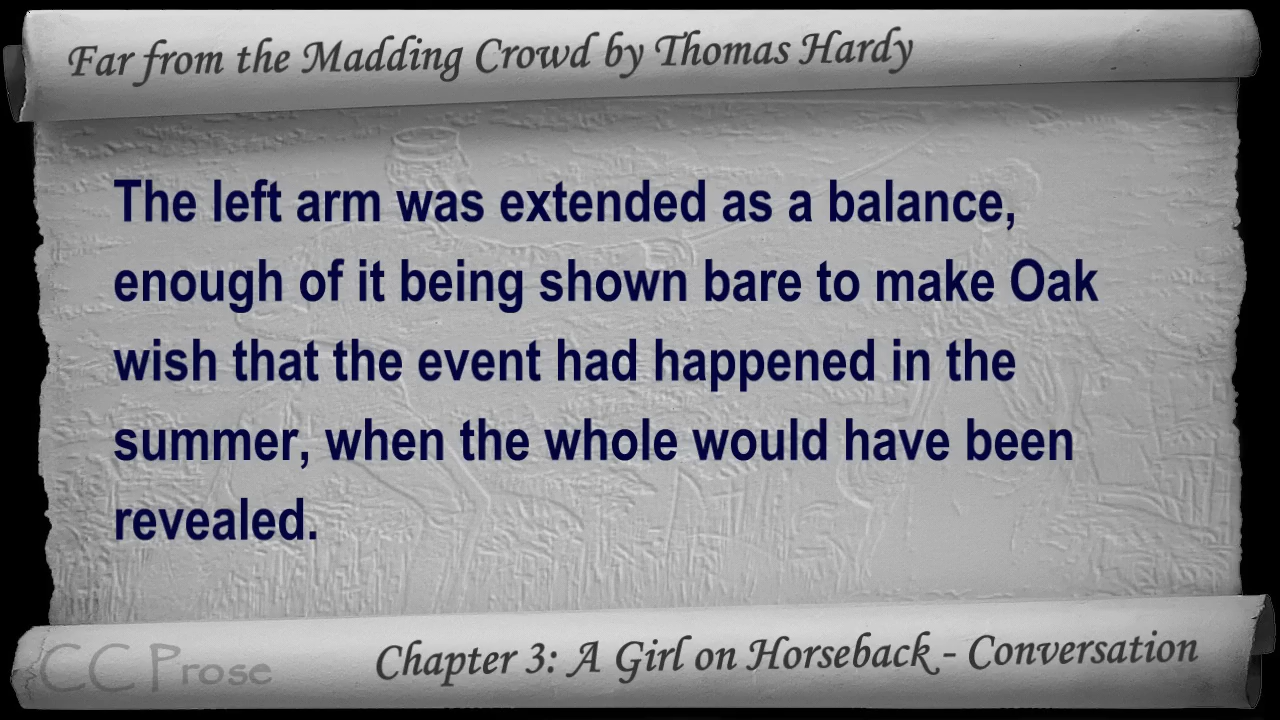 Far from the Madding Crowd by Thomas Hardy
The left arm was extended as a balance,
enough of it being shown bare to make Oak
wish that the event had happened in the
summer, when the whole would have been
revealed.
CC Prose
Chapter 3: A Girl on Horseback - Conversation